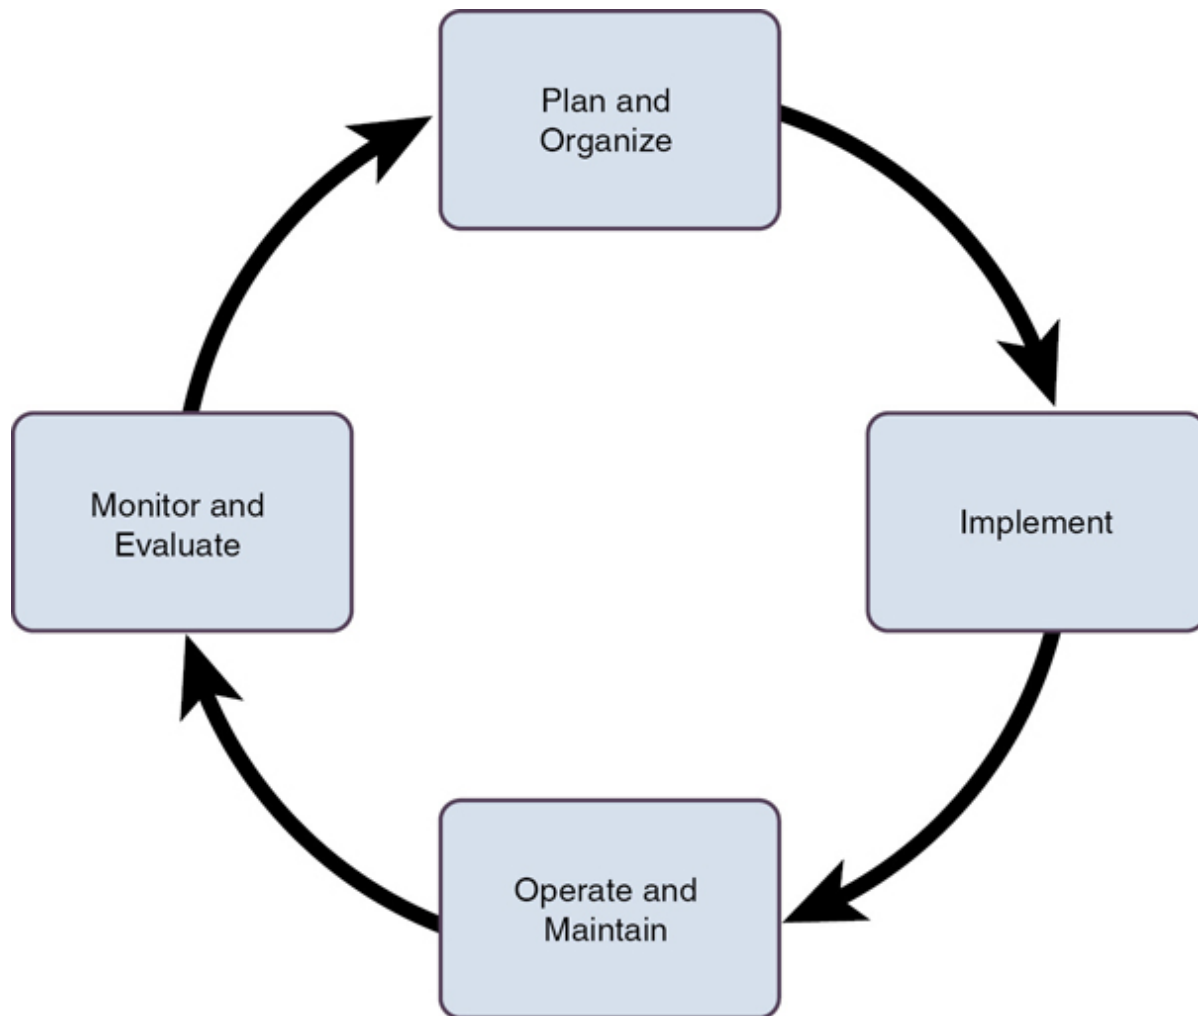 Plan and
Organize
Implement
Operate and
Maintain
Monitor and
Evaluate